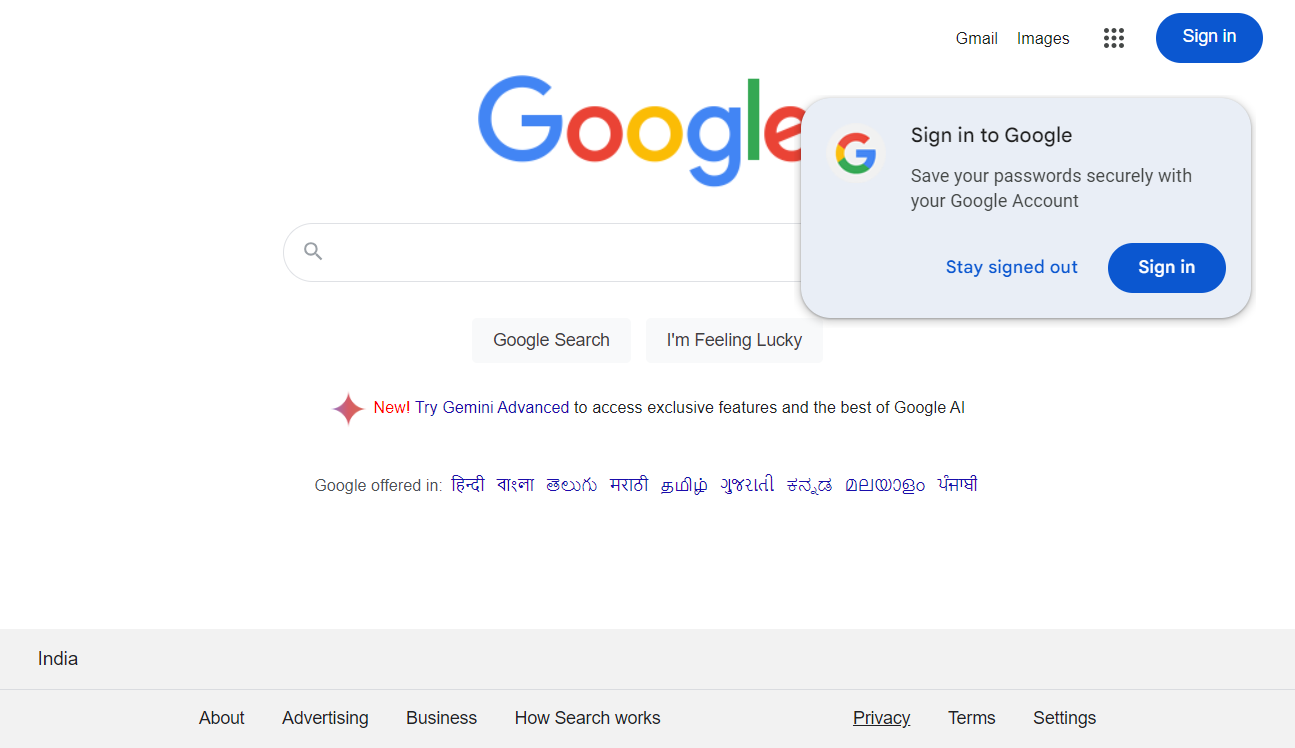 Gmail Images Sign in
Google
Sign in to Google
Save your passwords securely with
your Google Account
Stay signed out Sign in
Google Search I'm Feeling Lucky
New! Try Gemini Advanced to access exclusive features and the best of Google AI
Google offered in: हिन्दी বাংলা తెలుగు मराठी தமிழ் ગુજરાતી ಕನ್ನಡ മലയാളം ਪੰਜਾਬੀ
India
About Advertising Business How Search works Privacy Terms Settings